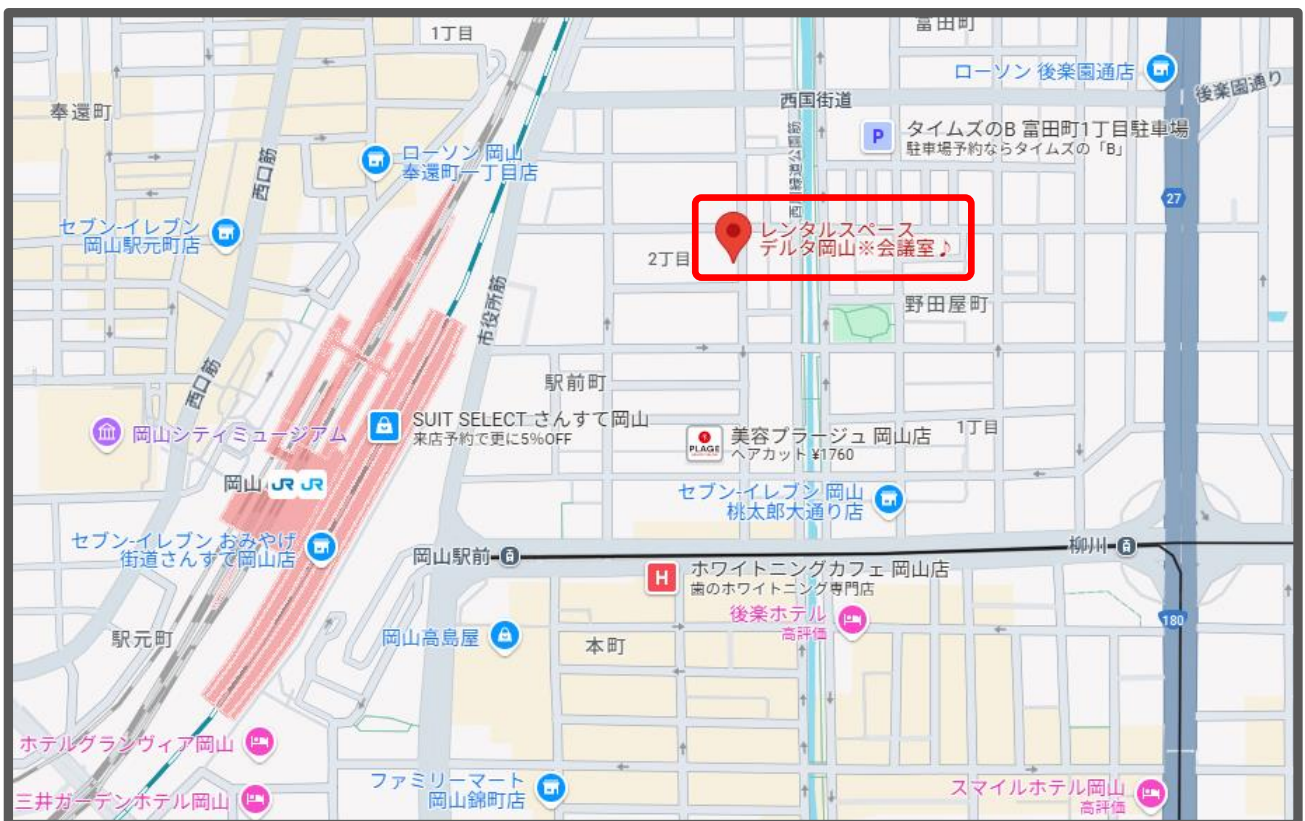 富田町
1丁目
ローソン 後楽園通店
後楽園通り
西国街道
奉還町
タイムズのB 富田町1丁目駐車場
駐車場予約ならタイムズの「B」
P
ローソン 岡山
奉還町一丁目店
西口筋
西川緑道公園筋
27
セブン-イレブン
岡山駅元町店
レンタルスペース
デルタ岡山※会議室♪
2丁目
野田屋町
市役所筋
西口筋
駅前町
SUIT SELECT さんすて岡山
来店予約で更に5%OFF
岡山シティミュージアム
PLAGE
美容プラージュ 岡山店
ヘアカット ¥1760
1丁目
岡山 JR JR
セブン-イレブン 岡山
桃太郎大通り店
セブン-イレブン おみやげ
街道さんすて岡山店
岡山駅前
柳川
H
ホワイトニングカフェ 岡山店
歯のホワイトニング専門店
後楽ホテル
高評価
180
駅元町
岡山高島屋
本町
ホテルグランヴィア岡山
ファミリーマート
岡山錦町店
三井ガーデンホテル岡山
スマイルホテル岡山
高評価